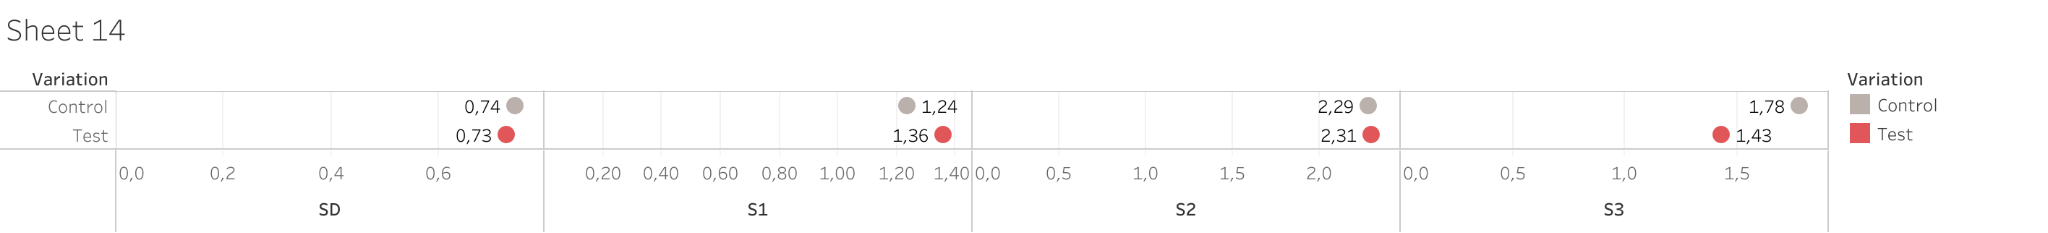 Sheet 14
Variation
Control 0,74 1,24 2,29 1,78
Test 0,73 1,36 2,31 1,43
0,0 0,2 0,4 0,6 0,20 0,40 0,60 0,80 1,00 1,20 1,40 0,0 0,5 1,0 1,5 2,0 0,0 0,5 1,0 1,5
SD S1 S2 S3
Variation
Control
Test